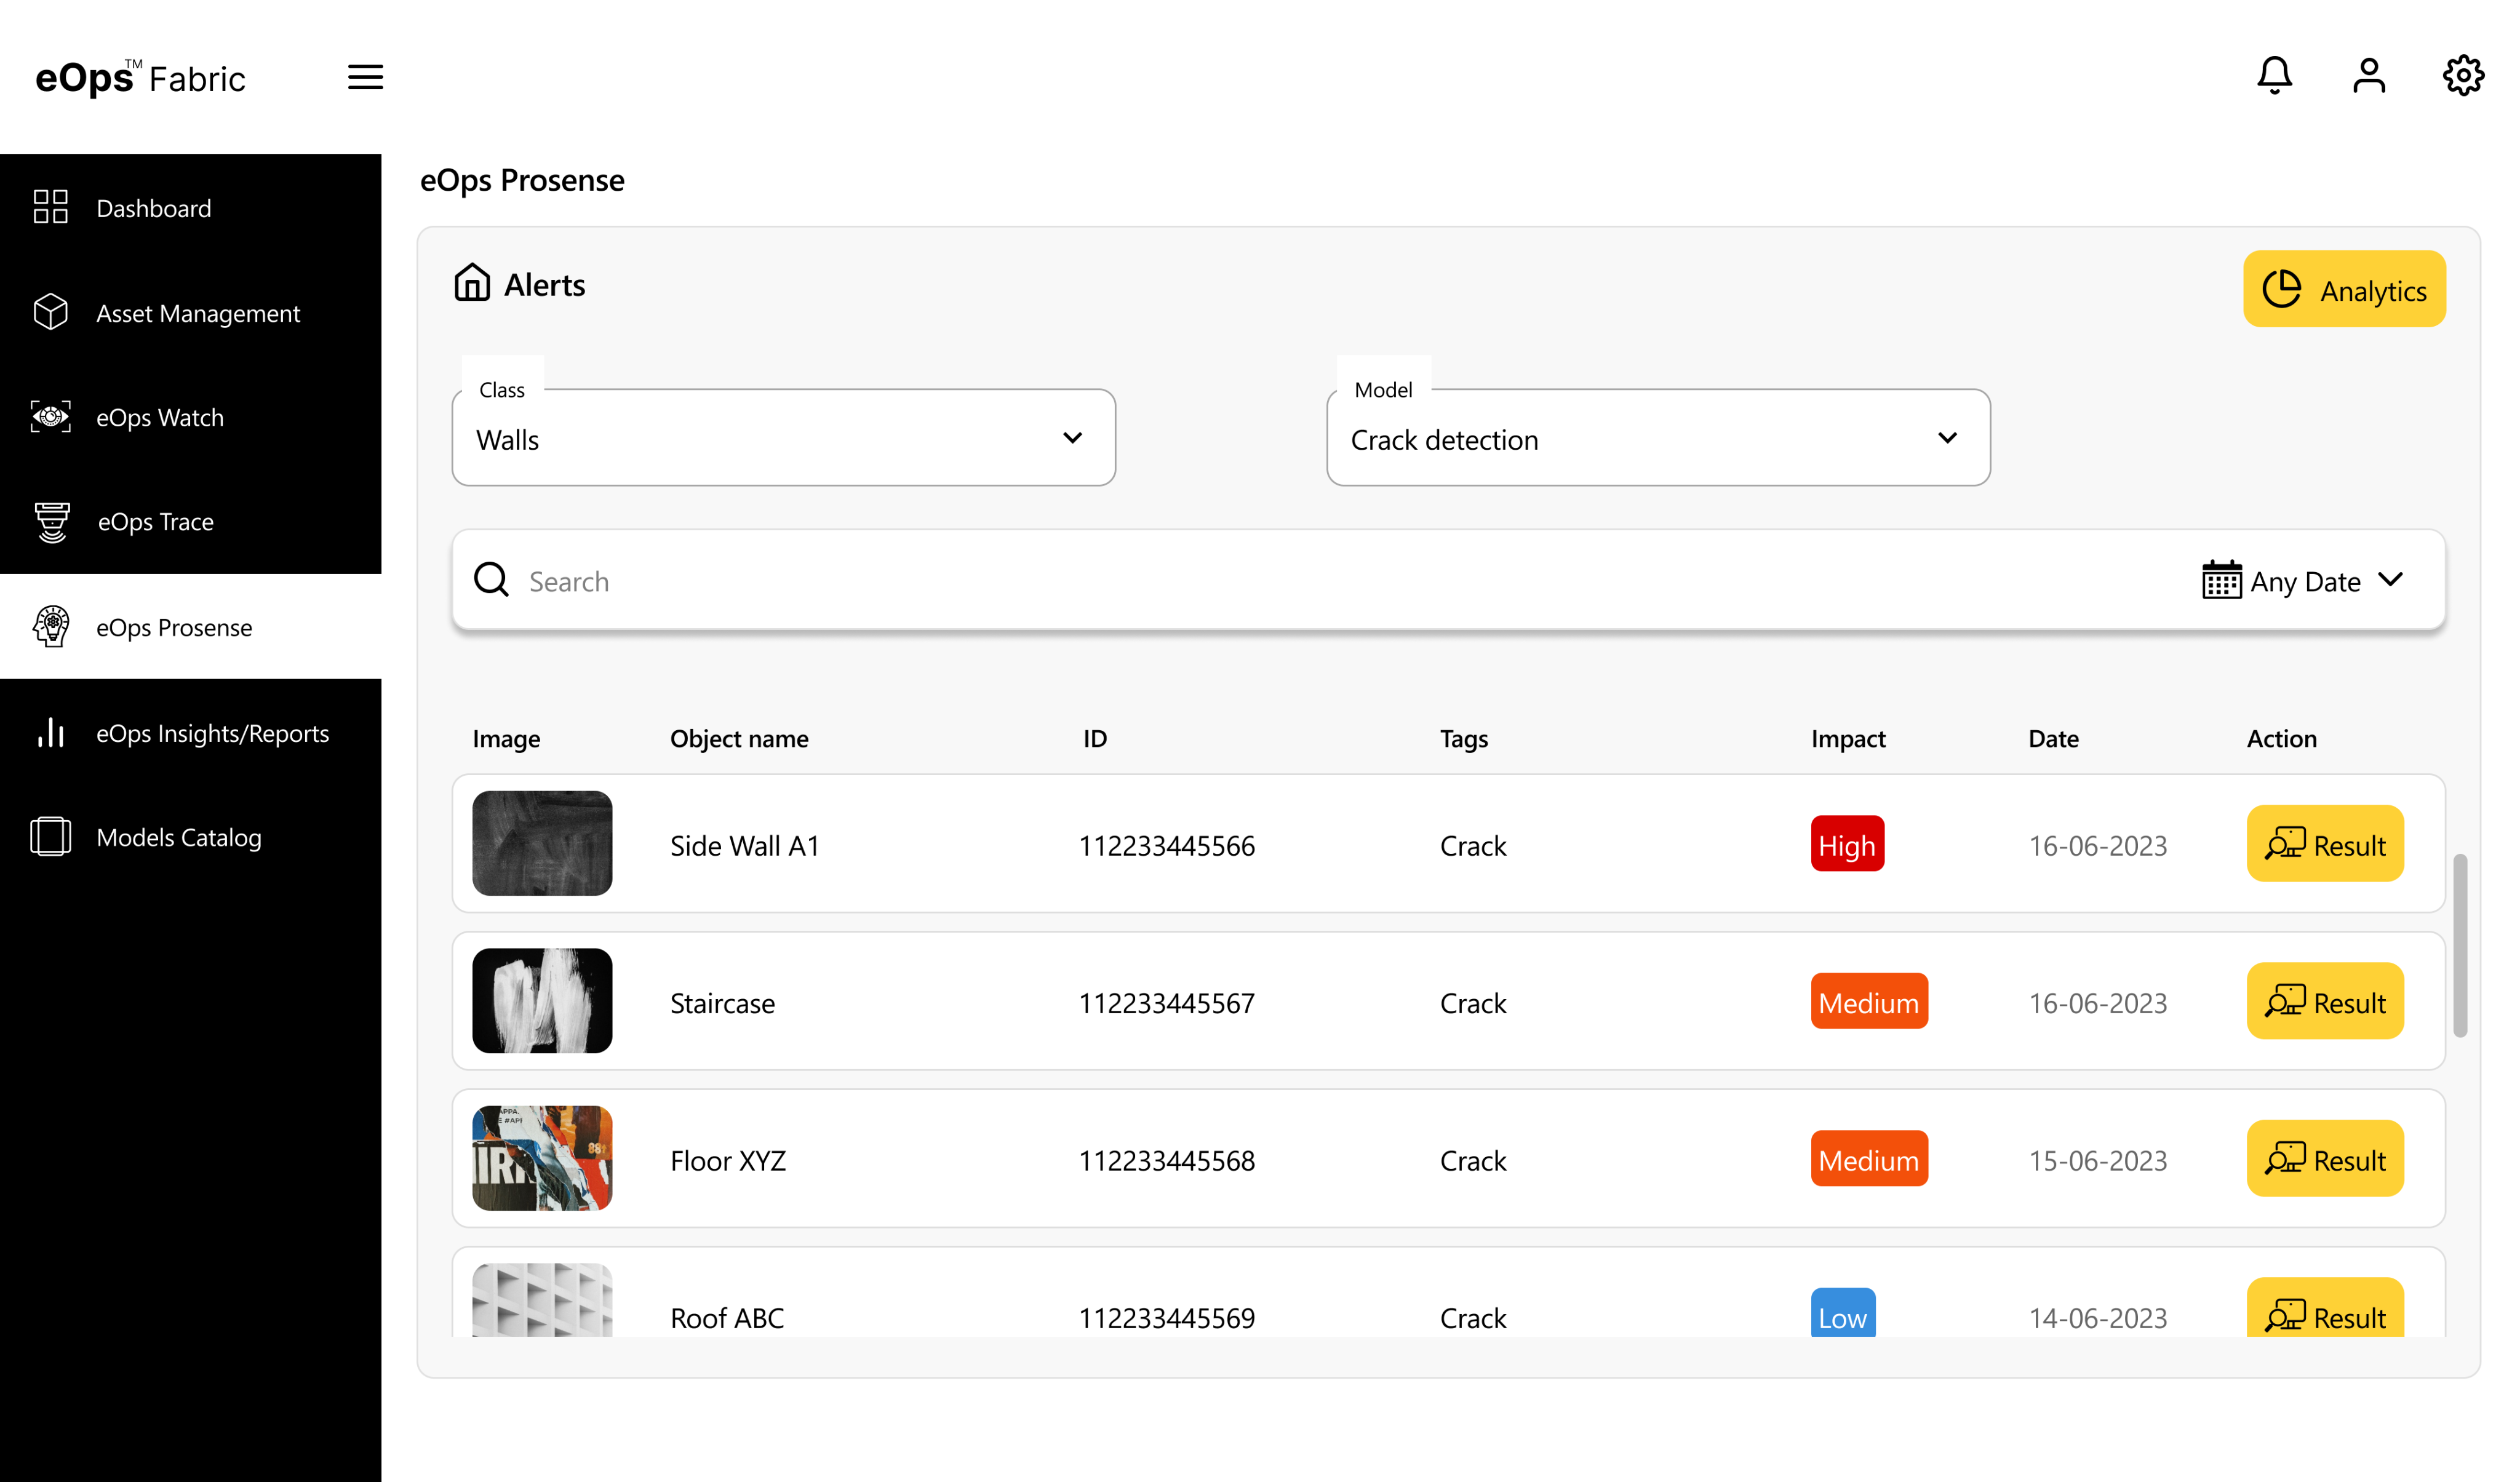 eOps™ Fabric
Dashboard
Asset Management
eOps Watch
eOps Trace
eOps Prosense
eOps Insights/Reports
Models Catalog
eOps Prosense
Alerts
Analytics
Class
Walls
Model
Crack detection
Search
Any Date
Image Object name ID Tags Impact Date Action
Side Wall A1 112233445566 Crack High 16-06-2023 Result
Staircase 112233445567 Crack Medium 16-06-2023 Result
#API
Floor XYZ 112233445568 Crack Medium 15-06-2023 Result
Roof ABC 112233445569 Crack Low 14-06-2023 Result